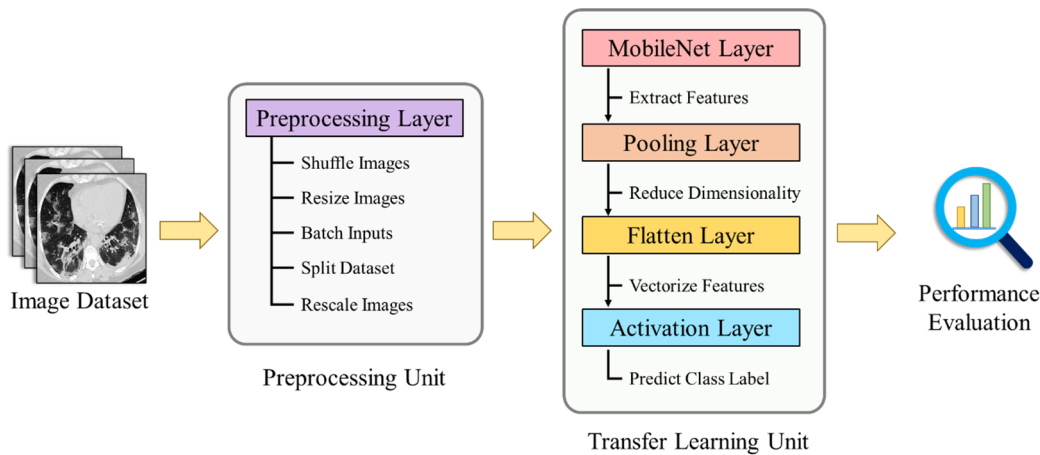 Image Dataset
Preprocessing Layer
Shuffle Images
Resize Images
Batch Inputs
Split Dataset
Rescale Images
Preprocessing Unit
MobileNet Layer
Extract Features
Pooling Layer
Reduce Dimensionality
Flatten Layer
Vectorize Features
Activation Layer
Predict Class Label
Transfer Learning Unit
Performance
Evaluation